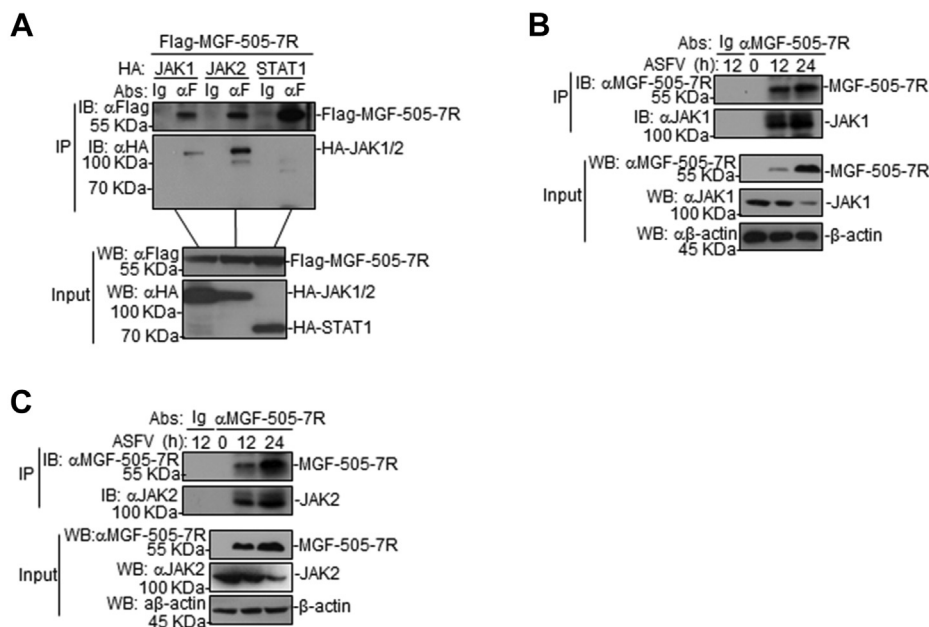 A
Flag-MGF-505-7R
HA: JAK1 JAK2 STAT1
Abs: Ig αF Ig αF Ig αF
IP
IB: αFlag
55 KDa
-Flag-MGF-505-7R
IB: αHA
100 KDa
70 KDa
-HA-JAK1/2
Input
WB: αFlag
55 KDa
-Flag-MGF-505-7R
WB: αHA
100 KDa
70 KDa
-HA-JAK1/2
-HA-STAT1
B
Abs: Ig αMGF-505-7R
ASFV (h): 12 0 12 24
IP
IB: αMGF-505-7R
55 KDa
-MGF-505-7R
IB: αJAK1
100 KDa
-JAK1
Input
WB: αMGF-505-7R
55 KDa
-MGF-505-7R
WB: αJAK1
100 KDa
-JAK1
WB: αβ-actin
45 KDa
-β-actin
C
Abs: Ig αMGF-505-7R
ASFV (h): 12 0 12 24
IP
IB: αMGF-505-7R
55 KDa
-MGF-505-7R
IB: αJAK2
100 KDa
-JAK2
Input
WB:αMGF-505-7R
55 KDa
-MGF-505-7R
WB: αJAK2
100 KDa
-JAK2
WB: aβ-actin
45 KDa
-β-actin